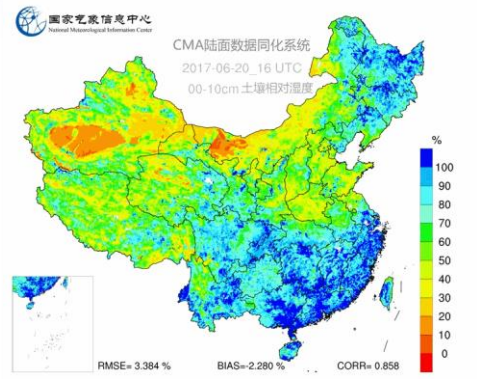 国家气象信息中心
National Meteorological Information Center
CMA陆面数据同化系统
2017-06-20_16 UTC
00-10cm 土壤相对湿度
%
100
90
80
70
60
50
40
30
20
10
0
RMSE= 3.384 %
BIAS=-2.280 %
CORR= 0.858